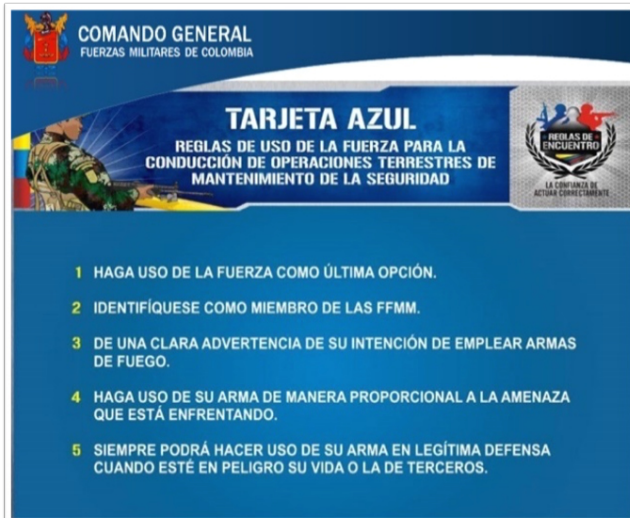 COMANDO GENERAL
FUERZAS MILITARES DE COLOMBIA
TARJETA AZUL
REGLAS DE USO DE LA FUERZA PARA LA
CONDUCCIÓN DE OPERACIONES TERRESTRES DE
MANTENIMIENTO DE LA SEGURIDAD
REGLAS DE
ENCUENTRO
LA CONFIANZA DE
ACTUAR CORRECTAMENTE
1 HAGA USO DE LA FUERZA COMO ÚLTIMA OPCIÓN.
2 IDENTIFÍQUESE COMO MIEMBRO DE LAS FFMM.
3 DE UNA CLARA ADVERTENCIA DE SU INTENCIÓN DE EMPLEAR ARMAS
DE FUEGO.
4 HAGA USO DE SU ARMA DE MANERA PROPORCIONAL A LA AMENAZA
QUE ESTÁ ENFRENTANDO.
5 SIEMPRE PODRÁ HACER USO DE SU ARMA EN LEGÍTIMA DEFENSA
CUANDO ESTÉ EN PELIGRO SU VIDA O LA DE TERCEROS.